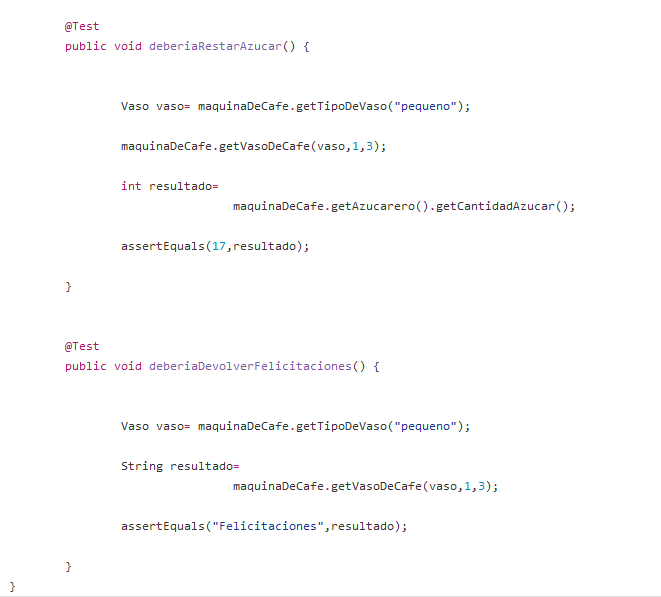 @Test
public void deberiaRestarAzucar() {
Vaso vaso= maquinaDeCafe.getTipoDeVaso("pequeno");
maquinaDeCafe.getVasoDeCafe(vaso,1,3);
int resultado=
maquinaDeCafe.getAzucarero().getCantidadAzucar();
assertEquals(17,resultado);
}
@Test
public void deberiaDevolverFelicitaciones() {
Vaso vaso= maquinaDeCafe.getTipoDeVaso("pequeno");
String resultado=
maquinaDeCafe.getVasoDeCafe(vaso,1,3);
assertEquals("Felicitaciones",resultado);
}
}